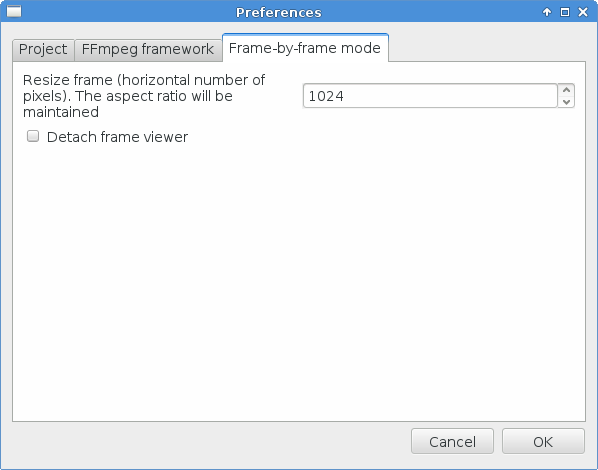 Preferences
Project
FFmpeg framework
Frame-by-frame mode
Resize frame (horizontal number of
pixels). The aspect ratio will be
maintained
1024
Detach frame viewer
Cancel
OK